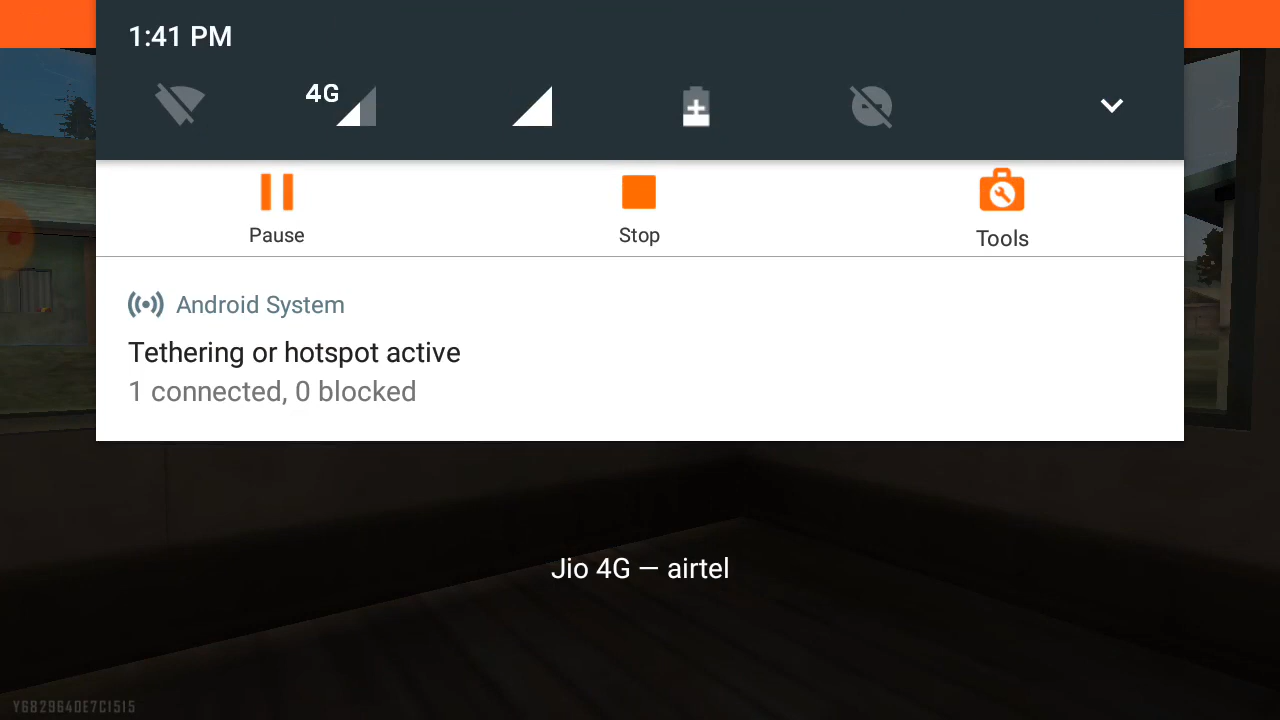 1:41 PM
4G
Pause
Stop
Tools
Android System
Tethering or hotspot active
1 connected, 0 blocked
Jio 4G — airtel
Y6829640E7C1515